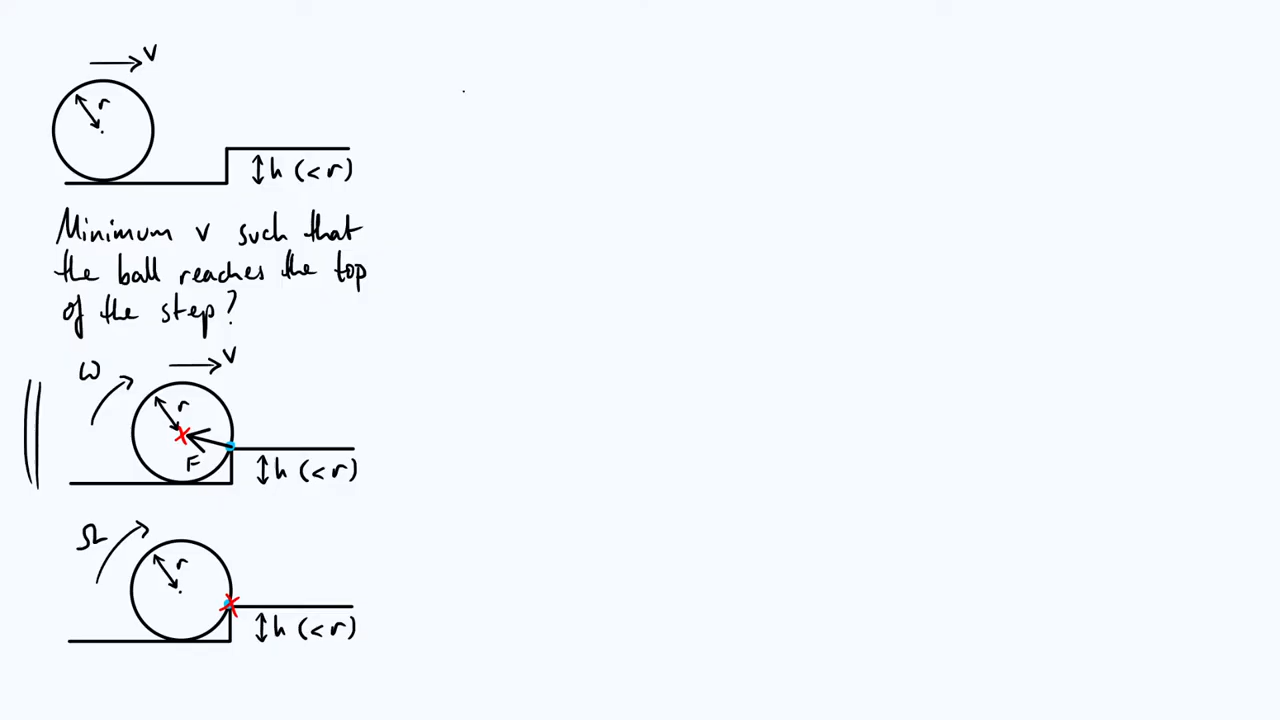 v
r
h (< r)
Minimum v such that
the ball reaches the top
of the step?
ω
v
r
F
h (< r)
Ω
r
h (< r)